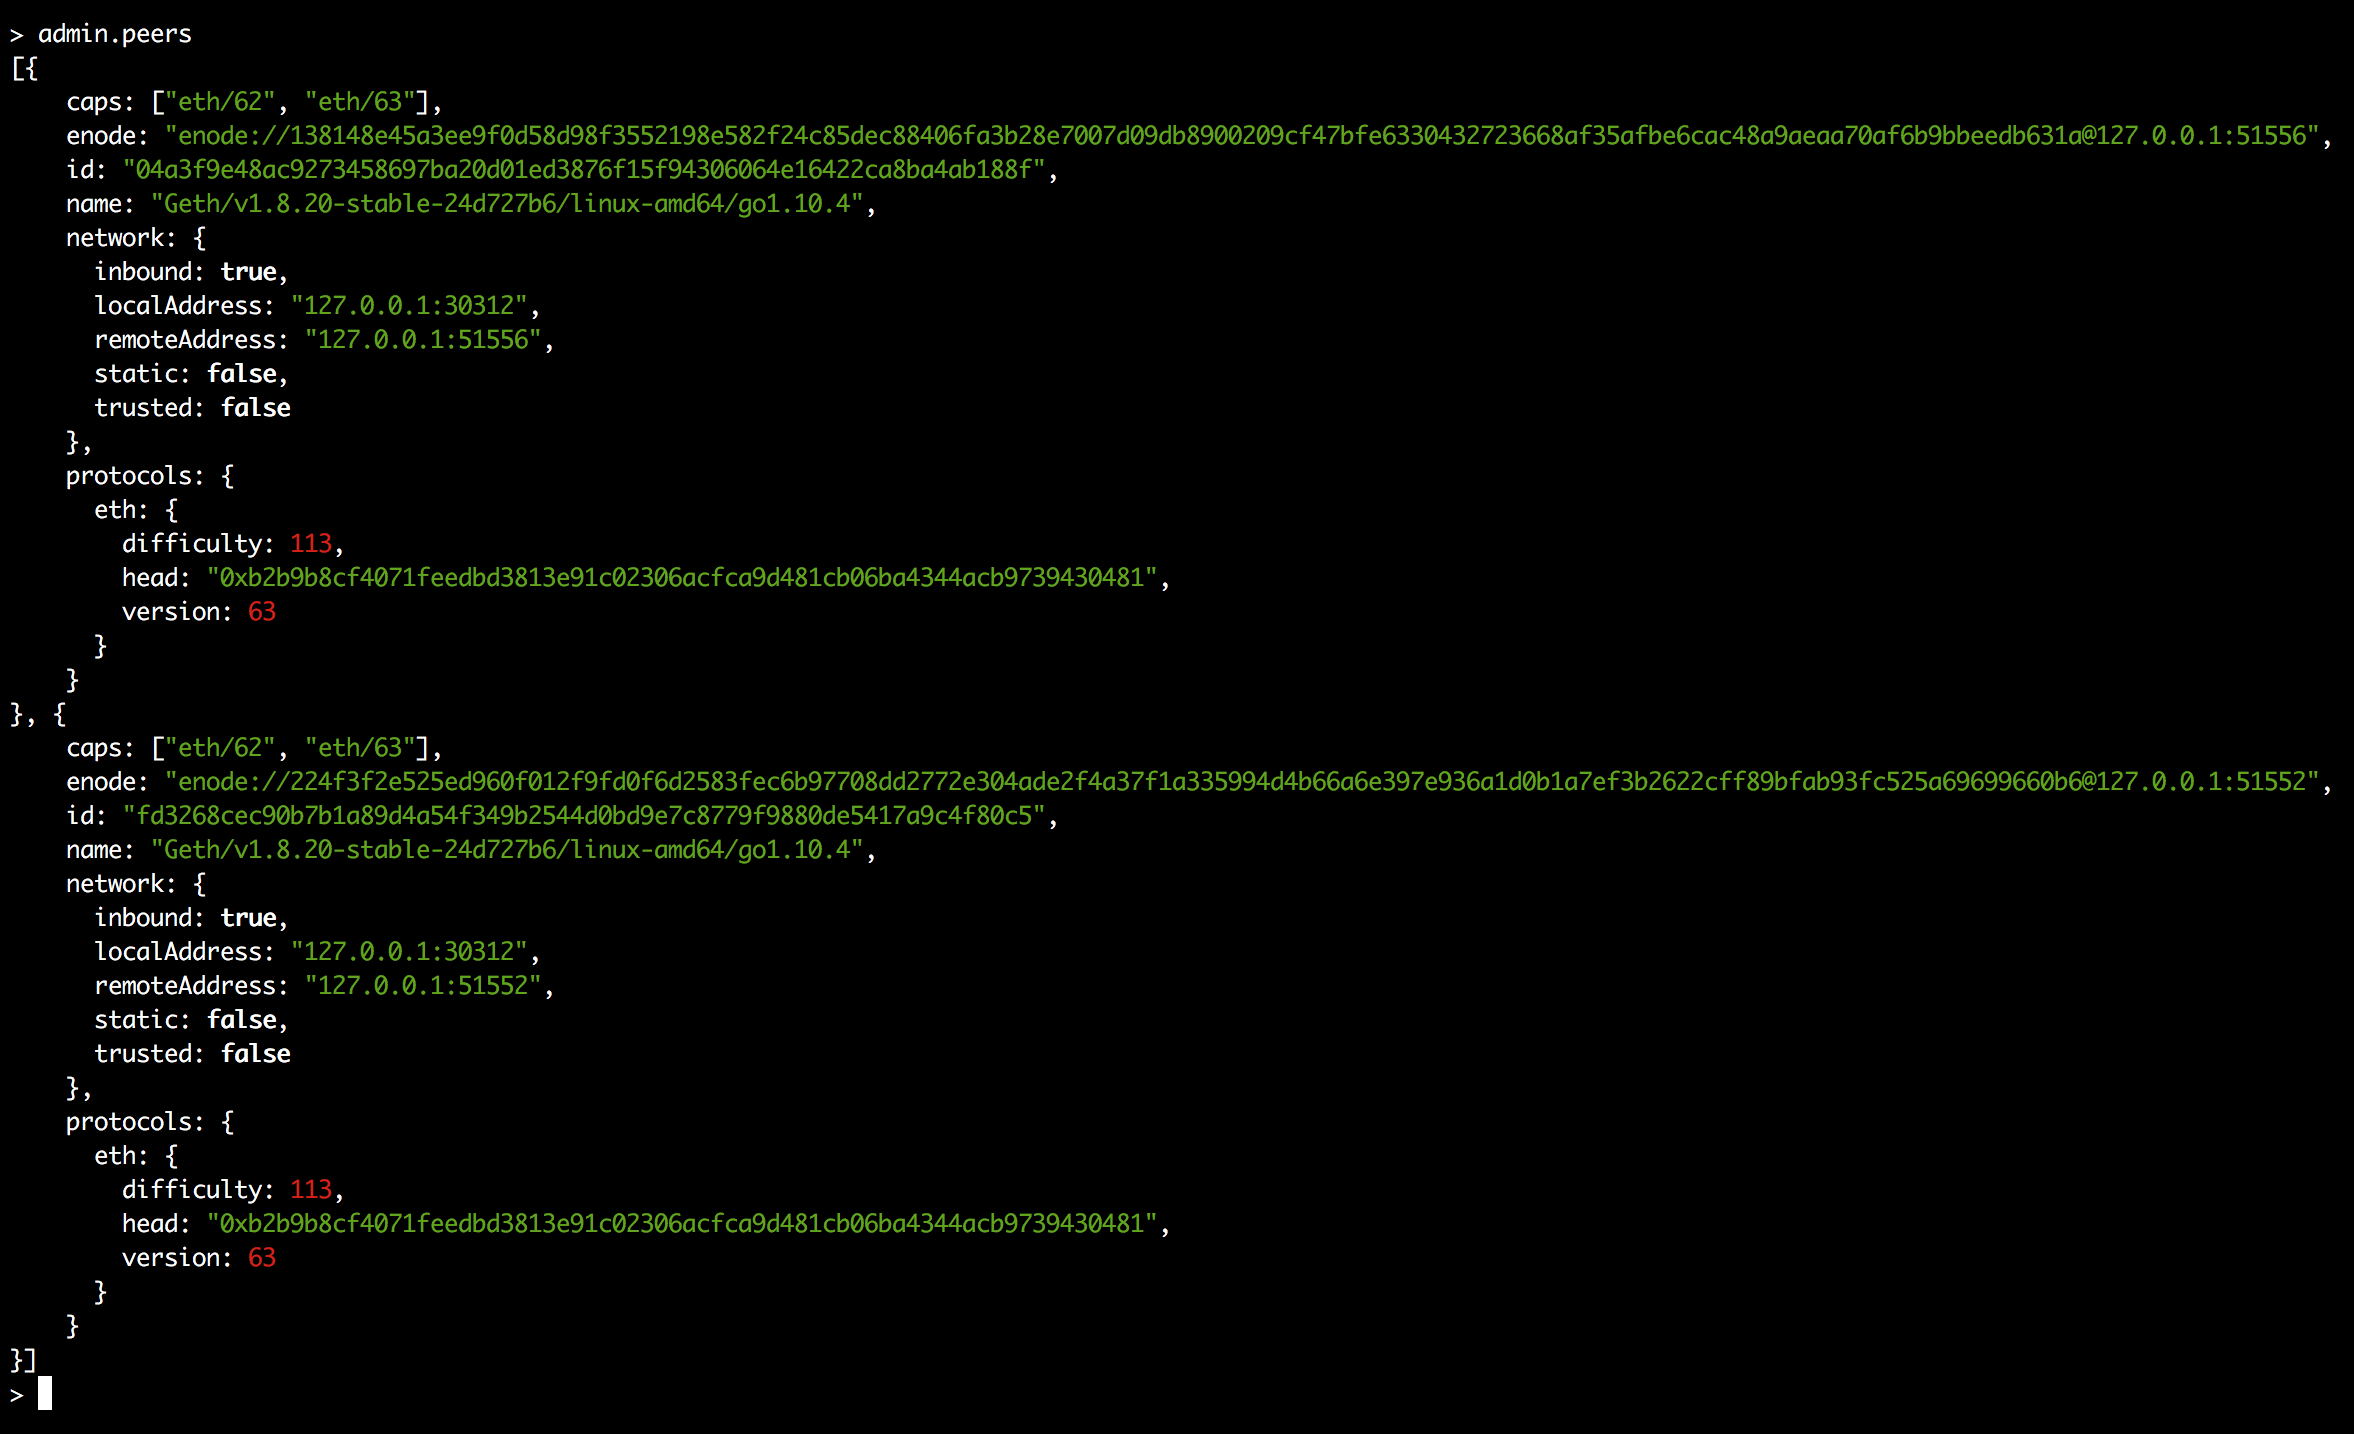 > admin.peers
[{
    caps: ["eth/62", "eth/63"],
    enode: "enode://138148e45a3ee9f0d58d98f3552198e582f24c85dec88406fa3b28e7007d09db8900209cf47bfe6330432723668af35afbe6cac48a9aeaa70af6b9bbeedb631a@127.0.0.1:51556",
    id: "04a3f9e48ac9273458697ba20d01ed3876f15f94306064e16422ca8ba4ab188f",
    name: "Geth/v1.8.20-stable-24d727b6/linux-amd64/go1.10.4",
    network: {
      inbound: true,
      localAddress: "127.0.0.1:30312",
      remoteAddress: "127.0.0.1:51556",
      static: false,
      trusted: false
    },
    protocols: {
      eth: {
        difficulty: 113,
        head: "0xb2b9b8cf4071feedbd3813e91c02306acfca9d481cb06ba4344acb9739430481",
        version: 63
      }
    }
}, {
    caps: ["eth/62", "eth/63"],
    enode: "enode://224f3f2e525ed960f012f9fd0f6d2583fec6b97708dd2772e304ade2f4a37f1a335994d4b66a6e397e936a1d0b1a7ef3b2622cff89bfab93fc525a69699660b6@127.0.0.1:51552",
    id: "fd3268cec90b7b1a89d4a54f349b2544d0bd9e7c8779f9880de5417a9c4f80c5",
    name: "Geth/v1.8.20-stable-24d727b6/linux-amd64/go1.10.4",
    network: {
      inbound: true,
      localAddress: "127.0.0.1:30312",
      remoteAddress: "127.0.0.1:51552",
      static: false,
      trusted: false
    },
    protocols: {
      eth: {
        difficulty: 113,
        head: "0xb2b9b8cf4071feedbd3813e91c02306acfca9d481cb06ba4344acb9739430481",
        version: 63
      }
    }
}]
>